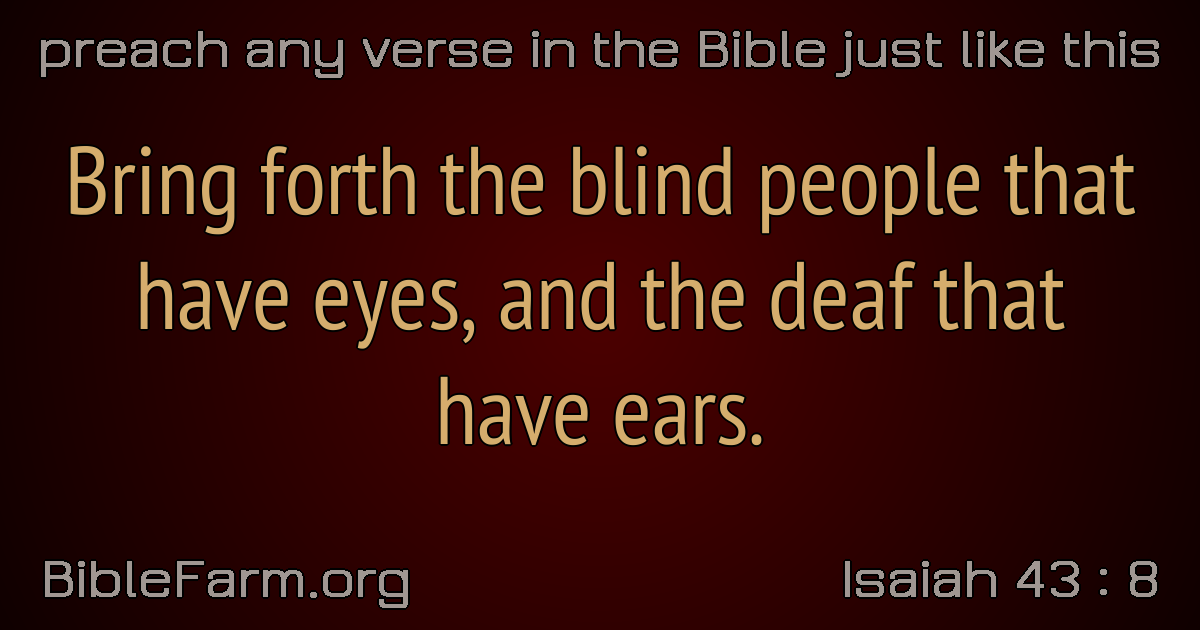 preach any verse in the Bible just like this
Bring forth the blind people that
have eyes, and the deaf that
have ears.
BibleFarm.org
Isaiah 43 : 8